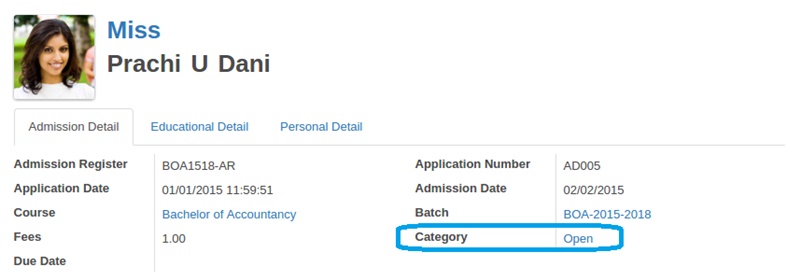 Miss
Prachi U Dani
Admission Detail Educational Detail Personal Detail
Admission Register BOA1518-AR Application Number AD005
Application Date 01/01/2015 11:59:51 Admission Date 02/02/2015
Course Bachelor of Accountancy Batch BOA-2015-2018
Fees 1.00 Category Open
Due Date